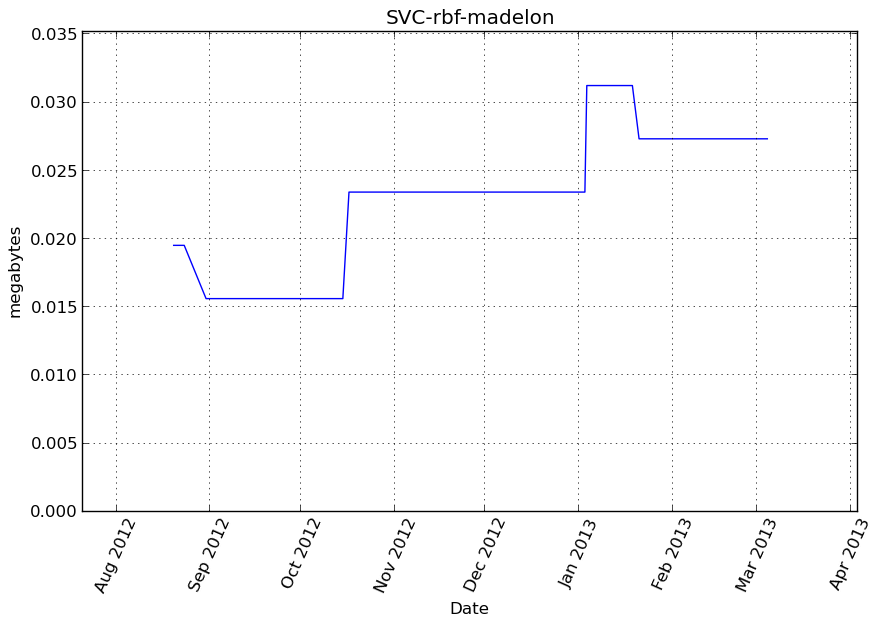 SVC-rbf-madelon
0.035
0.030
0.025
0.020
0.015
0.010
0.005
0.000
megabytes
Aug 2012
Sep 2012
Oct 2012
Nov 2012
Dec 2012
Jan 2013
Feb 2013
Mar 2013
Apr 2013
Date